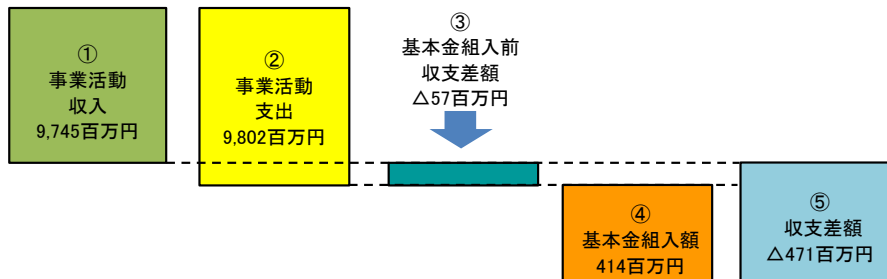 ①
事業活動
収入
9,745百万円
②
事業活動
支出
9,802百万円
③
基本金組入前
収支差額
△57百万円
④
基本金組入額
414百万円
⑤
収支差額
△471百万円